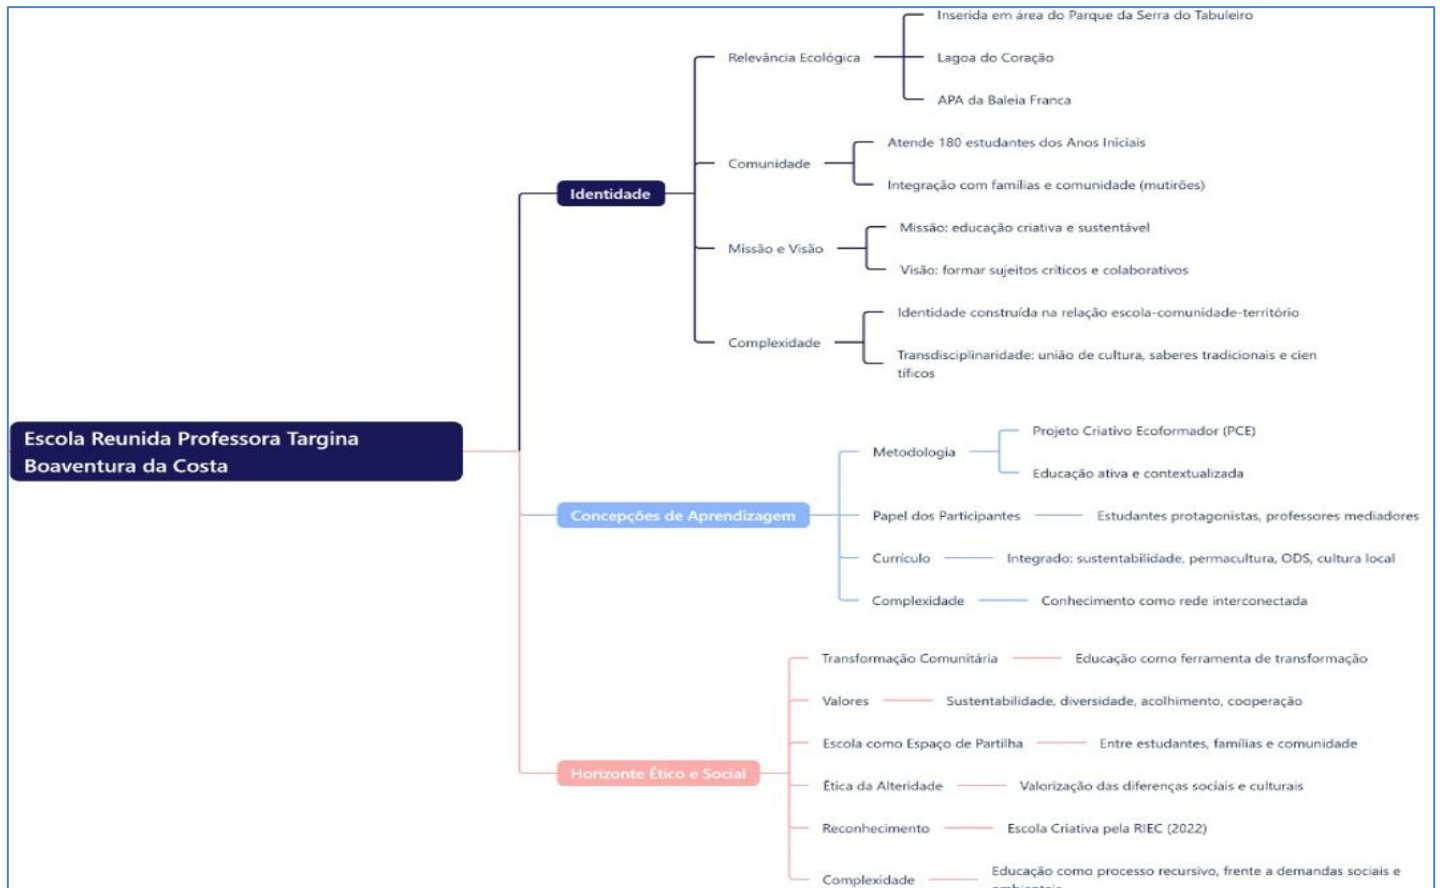 Escola Reunida Professora Targina
Boaventura da Costa
Identidade
Relevância Ecológica
Inserida em área do Parque da Serra do Tabuleiro
Lagoa do Coração
APA da Baleia Franca
Comunidade
Atende 180 estudantes dos Anos Iniciais
Integração com famílias e comunidade (mutirões)
Missão e Visão
Missão: educação criativa e sustentável
Visão: formar sujeitos críticos e colaborativos
Complexidade
Identidade construída na relação escola-comunidade-território
Transdisciplinaridade: união de cultura, saberes tradicionais e cien
tíficos
Concepções de Aprendizagem
Metodologia
Projeto Criativo Ecoformador (PCE)
Educação ativa e contextualizada
Papel dos Participantes
Estudantes protagonistas, professores mediadores
Currículo
Integrado: sustentabilidade, permacultura, ODS, cultura local
Complexidade
Conhecimento como rede interconectada
Horizonte Ético e Social
Transformação Comunitária
Educação como ferramenta de transformação
Valores
Sustentabilidade, diversidade, acolhimento, cooperação
Escola como Espaço de Partilha
Entre estudantes, famílias e comunidade
Ética da Alteridade
Valorização das diferenças sociais e culturais
Reconhecimento
Escola Criativa pela RIEC (2022)
Complexidade
Educação como processo recursivo, frente a demandas sociais e